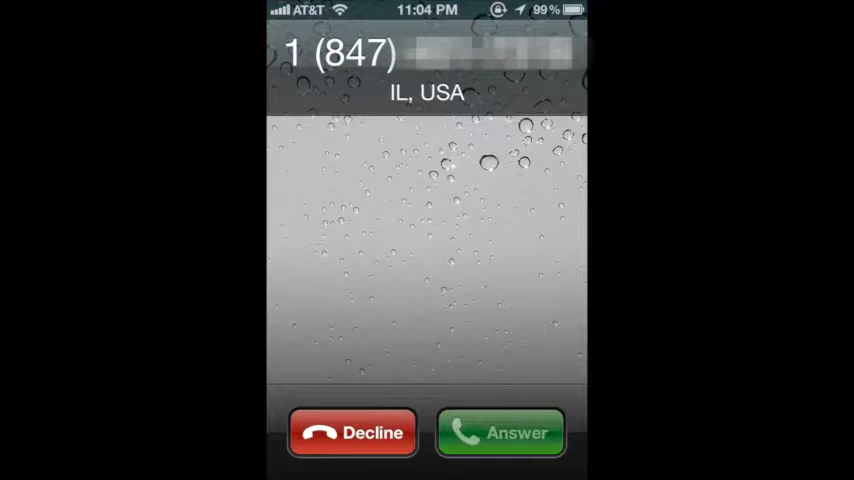 AT&T 11:04 PM 99%
1 (847)
IL, USA
Decline Answer